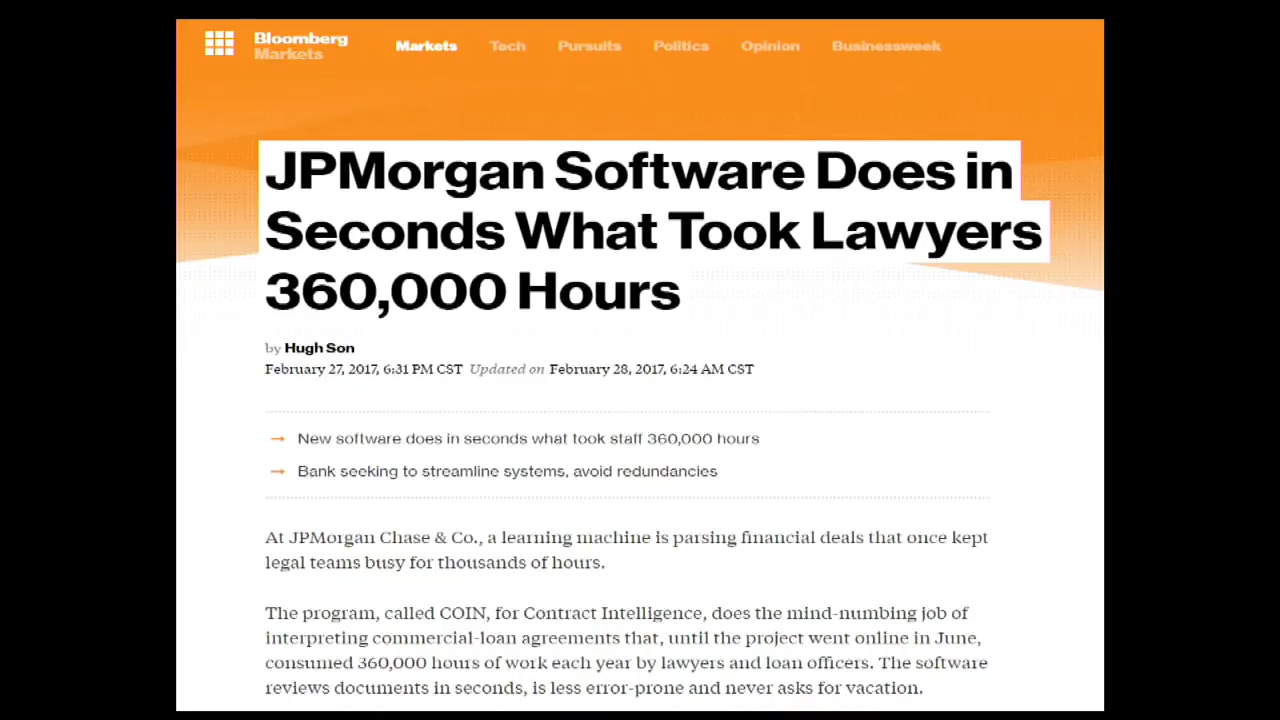 Bloomberg
Markets
Markets Tech Pursuits Politics Opinion Businessweek
JPMorgan Software Does in
Seconds What Took Lawyers
360,000 Hours
by Hugh Son
February 27, 2017, 6:31 PM CST Updated on February 28, 2017, 6:24 AM CST
→ New software does in seconds what took staff 360,000 hours
→ Bank seeking to streamline systems, avoid redundancies
At JPMorgan Chase & Co., a learning machine is parsing financial deals that once kept
legal teams busy for thousands of hours.
The program, called COIN, for Contract Intelligence, does the mind-numbing job of
interpreting commercial-loan agreements that, until the project went online in June,
consumed 360,000 hours of work each year by lawyers and loan officers. The software
reviews documents in seconds, is less error-prone and never asks for vacation.